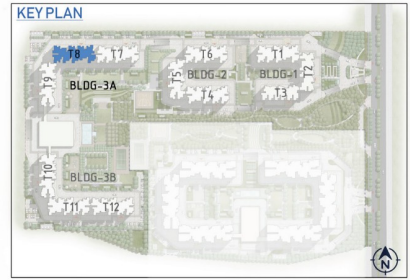 KEY PLAN
T8 T7 T6 T1
T9 BLDG-3A T5 BLDG-2 BLDG-1 T2
T4 T3
T10 BLDG-3B
T11 T12
N